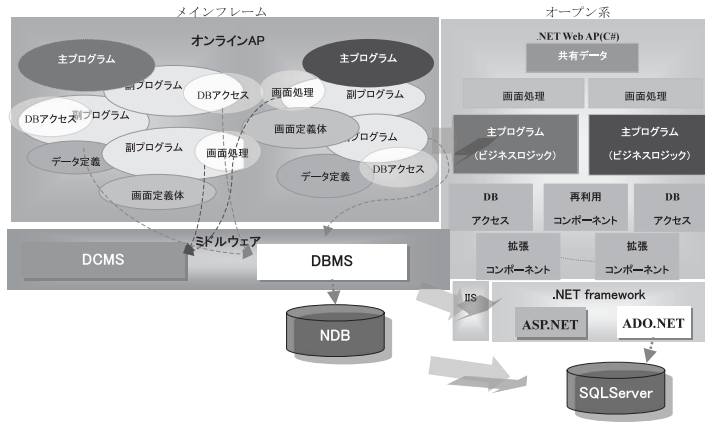 メインフレーム
オープン系
オンラインAP
主プログラム
副プログラム
DBアクセス
DBアクセス
副プログラム
副プログラム
画面処理
データ定義
画面定義体
主プログラム
画面処理
副プログラム
画面定義体
プログラム
データ定義
DBアクセス
ミドルウェア
DCMS
DBMS
NDB
.NET Web AP(C#)
共有データ
画面処理
画面処理
主プログラム
(ビジネスロジック)
主プログラム
(ビジネスロジック)
DB
アクセス
再利用
コンポーネント
DB
アクセス
拡張
コンポーネント
拡張
コンポーネント
IIS
.NET framework
ASP.NET
ADO.NET
SQLServer